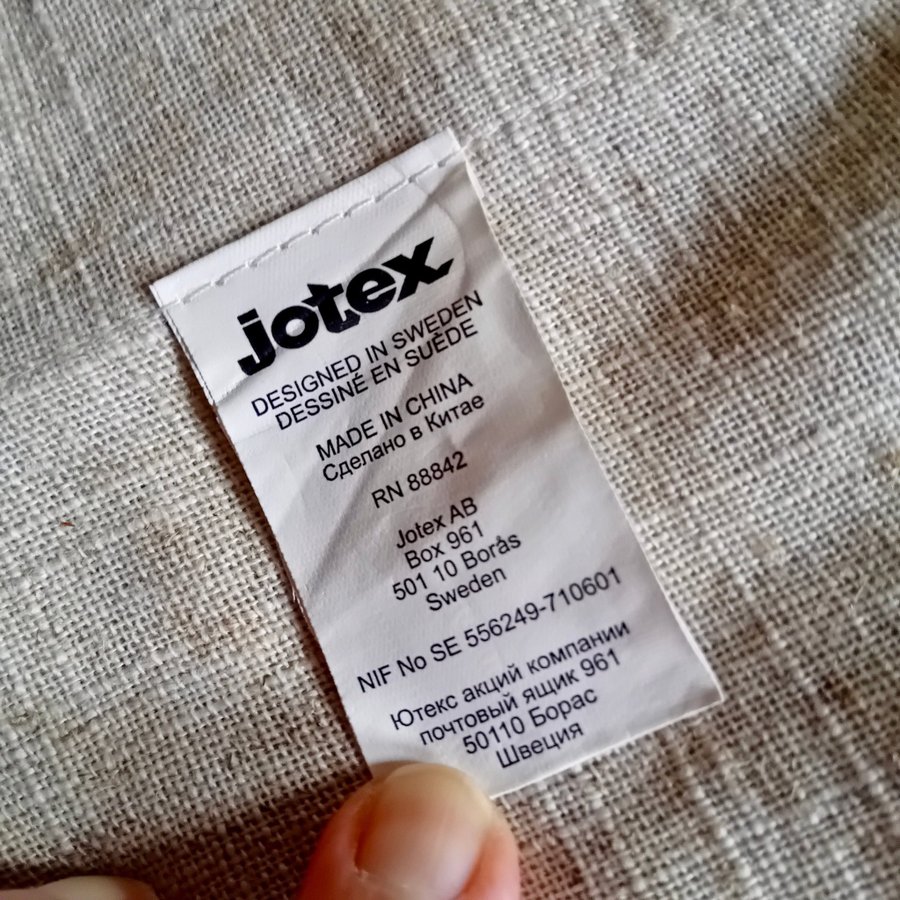 jotex
DESIGNED IN SWEDEN
DESSINÉ EN SUÈDE
MADE IN CHINA
Сделано в Китае
RN 88842
Jotex AB
Box 961
501 10 Borås
Sweden
NIF No SE 556249-710601
Ютекс акций компании
почтовый ящик 961
50110 Борас
Швеция